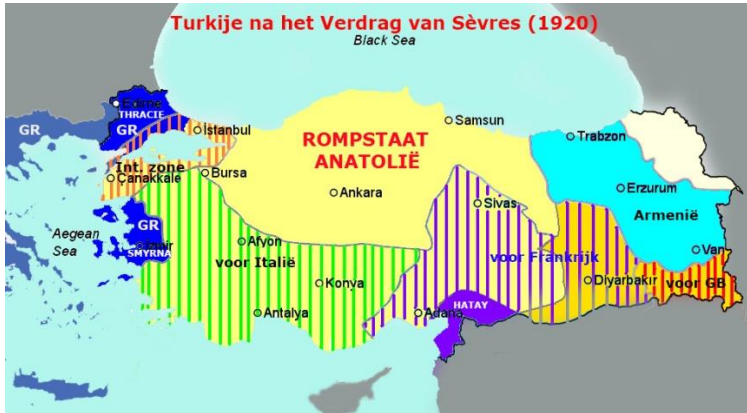 Turkije na het Verdrag van Sèvres (1920)
Black Sea
Edirne
THRACIE
GR
GR
İstanbul
Samsun
Trabzon
ROMPSTAAT
ANATOLIË
Int. zone
Çanakkale
Bursa
Ankara
Sivas
Erzurum
Armenië
Aegean
Sea
GR
Izmir
SMYRNA
Afyon
voor Italië
voor Frankrijk
Van
Konya
Diyarbakır
voor GB
Antalya
Adana
HATAY